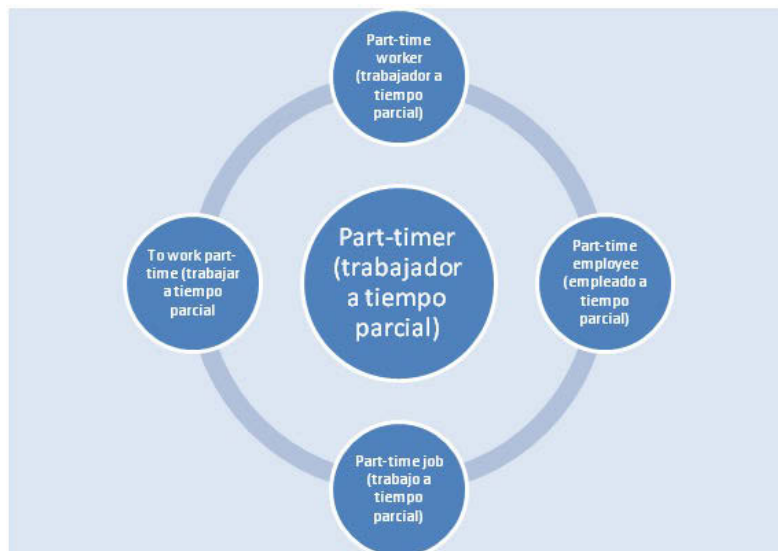 Part-time
worker
(trabajador a
tiempo
parcial)
To work part-
time (trabajar
a tiempo
parcial
Part-timer
(trabajador
a tiempo
parcial)
Part-time
employee
(empleado a
tiempo
parcial)
Part-time job
(trabajo a
tiempo
parcial)